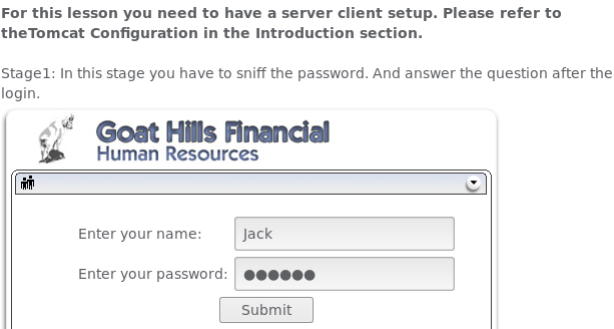 For this lesson you need to have a server client setup. Please refer to
theTomcat Configuration in the Introduction section.
Stage1: In this stage you have to sniff the password. And answer the question after the
login.
Goat Hills Financial
Human Resources
Enter your name: Jack
Enter your password: ●●●●●●
Submit